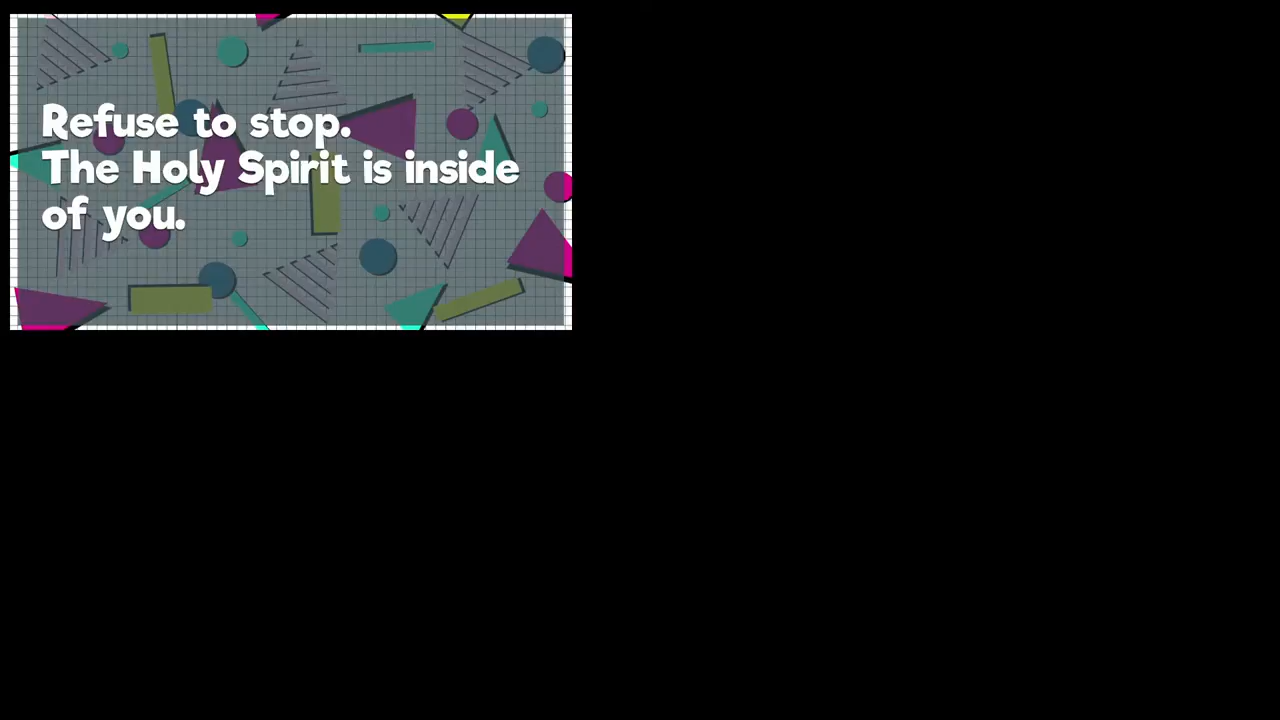 Refuse to stop.
The Holy Spirit is inside
of you.